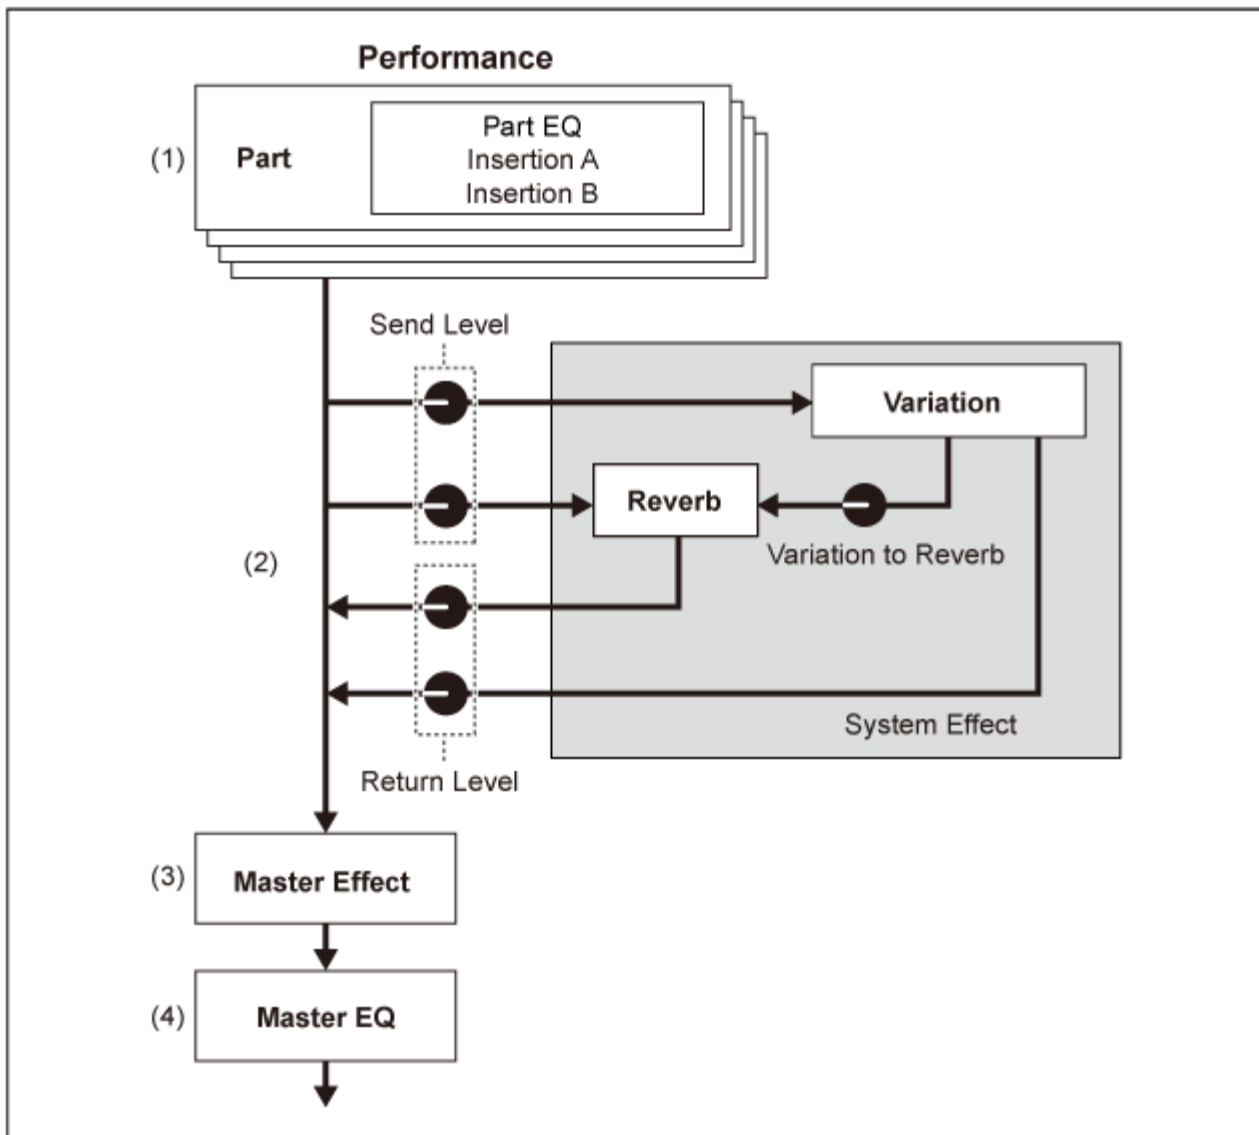 Performance
(1)
Part
Part EQ
Insertion A
Insertion B
Send Level
Variation
Reverb
Variation to Reverb
(2)
System Effect
Return Level
(3)
Master Effect
(4)
Master EQ